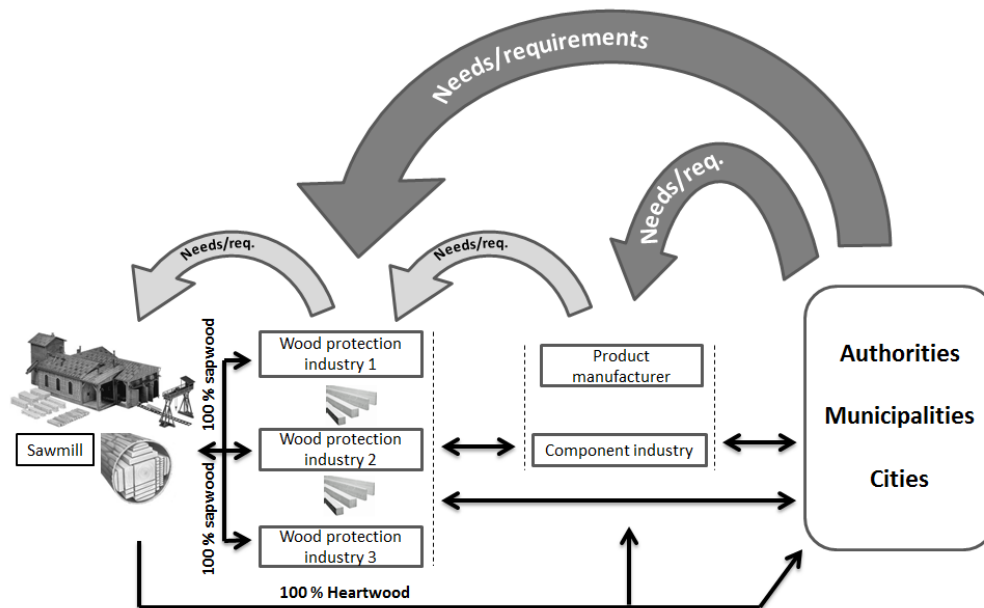 Needs/requirements
Needs/req.
Needs/req.
Needs/req.
100 % sapwood
100 % sapwood
Sawmill
Wood protection
industry 1
Wood protection
industry 2
Wood protection
industry 3
Product
manufacturer
Component industry
Authorities
Municipalities
Cities
100 % Heartwood